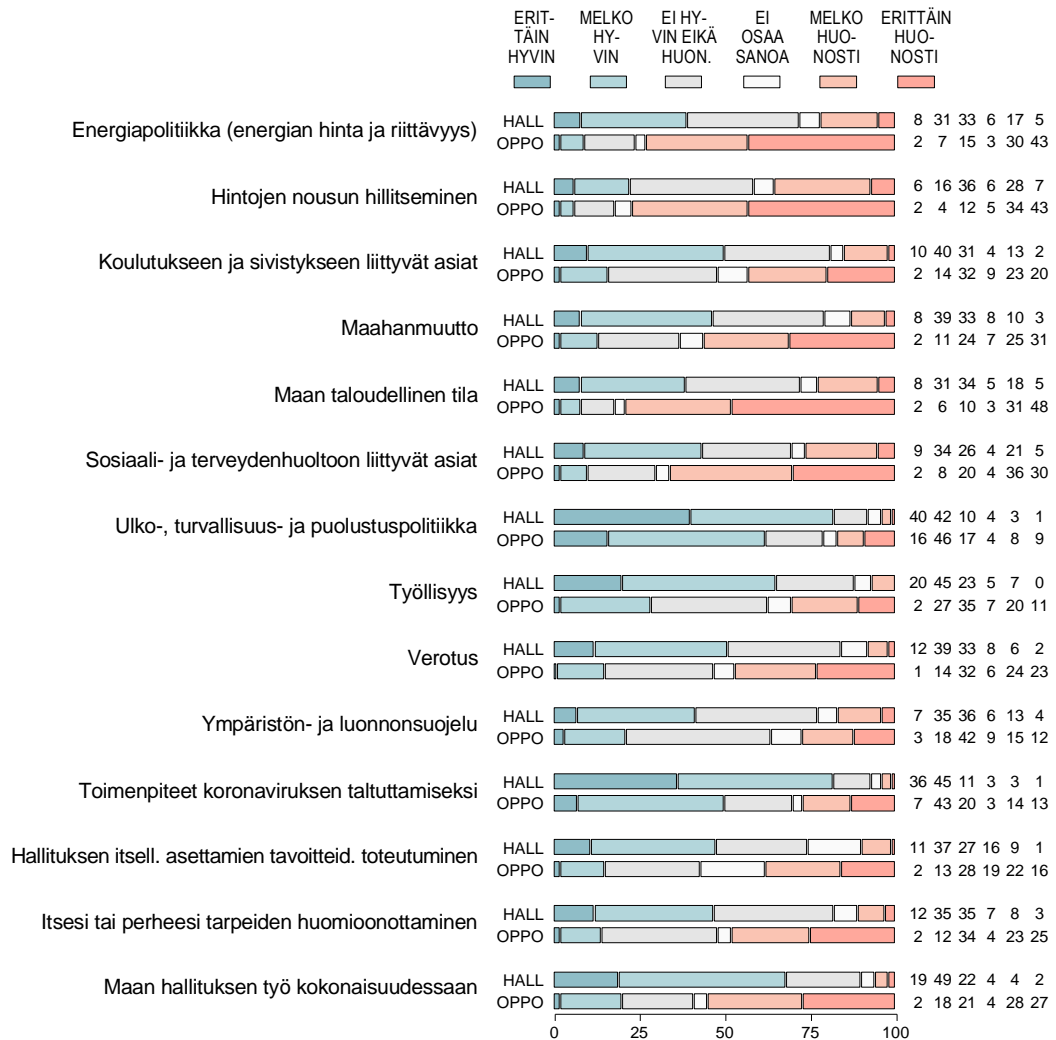 ERIT- MELKO EI HY- EI MELKO ERITTÄIN
TÄIN HY- VIN EIKÄ OSAA HUO- HUO-
HYVIN VIN HUON. SANOA NOSTI NOSTI
Energiapolitiikka (energian hinta ja riittävyys)
HALL 8 31 33 6 17 5
OPPO 2 7 15 3 30 43
Hintojen nousun hillitseminen
HALL 6 16 36 6 28 7
OPPO 2 4 12 5 34 43
Koulutukseen ja sivistykseen liittyvät asiat
HALL 10 40 31 4 13 2
OPPO 2 14 32 9 23 20
Maahanmuutto
HALL 8 39 33 8 10 3
OPPO 2 11 24 7 25 31
Maan taloudellinen tila
HALL 8 31 34 5 18 5
OPPO 2 6 10 3 31 48
Sosiaali- ja terveydenhuoltoon liittyvät asiat
HALL 9 34 26 4 21 5
OPPO 2 8 20 4 36 30
Ulko-, turvallisuus- ja puolustuspolitiikka
HALL 40 42 10 4 3 1
OPPO 16 46 17 4 8 9
Työllisyys
HALL 20 45 23 5 7 0
OPPO 2 27 35 7 20 11
Verotus
HALL 12 39 33 8 6 2
OPPO 1 14 32 6 24 23
Ympäristön- ja luonnonsuojelu
HALL 7 35 36 6 13 4
OPPO 3 18 42 9 15 12
Toimenpiteet koronaviruksen taltuttamiseksi
HALL 36 45 11 3 3 1
OPPO 7 43 20 3 14 13
Hallituksen itsell. asettamien tavoitteid. toteutuminen
HALL 11 37 27 16 9 1
OPPO 2 13 28 19 22 16
Itsesi tai perheesi tarpeiden huomioonottaminen
HALL 12 35 35 7 8 3
OPPO 2 12 34 4 23 25
Maan hallituksen työ kokonaisuudessaan
HALL 19 49 22 4 4 2
OPPO 2 18 21 4 28 27
0 25 50 75 100